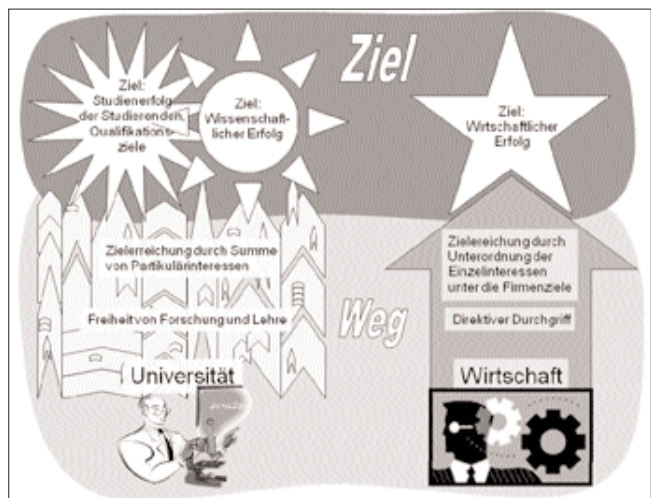 Ziel
Ziel:
Studienerfolg
der Studierenden,
Qualifikations-
ziele
Ziel:
Wissenschaft-
licher Erfolg
Ziel:
Wirtschaftlicher
Erfolg
Zielerreichung durch Summe
von Partikulärinteressen
Freiheit von Forschung und Lehre
Universität
Weg
Zielereichung durch
Unterordnung der
Einzelinteressen
unter die Firmenziele
Direktiver Durchgriff
Wirtschaft